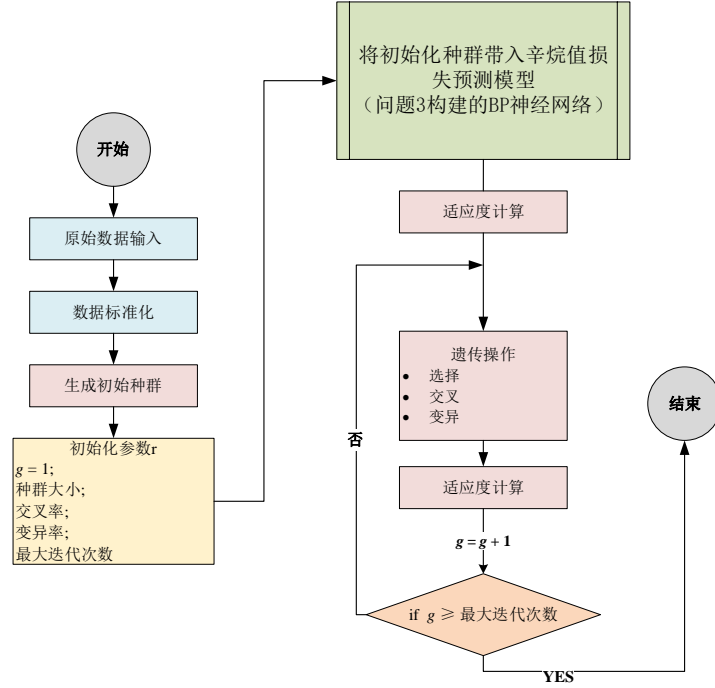 开始
原始数据输入
数据标准化
生成初始种群
初始化参数r
g = 1;
种群大小;
交叉率;
变异率;
最大迭代次数
将初始化种群带入辛烷值损
失预测模型
（问题3构建的BP神经网络）
适应度计算
遗传操作
• 选择
• 交叉
• 变异
适应度计算
g = g + 1
if g ≥ 最大迭代次数
否
YES
结束